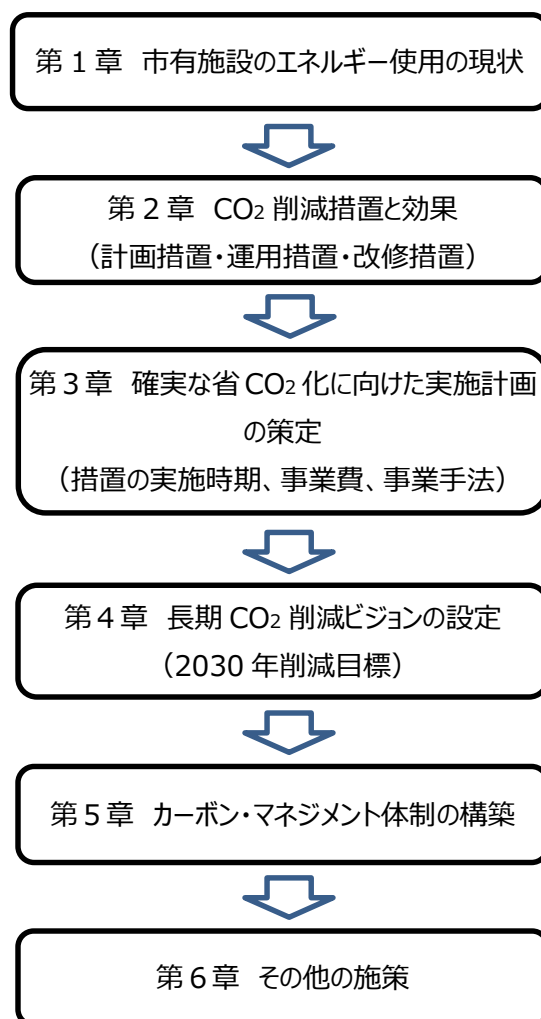 第１章 市有施設のエネルギー使用の現状
第２章 CO2 削減措置と効果
（計画措置・運用措置・改修措置）
第３章 確実な省 CO2 化に向けた実施計画
の策定
（措置の実施時期、事業費、事業手法）
第４章 長期 CO2 削減ビジョンの設定
（2030 年削減目標）
第５章 カーボン・マネジメント体制の構築
第６章 その他の施策